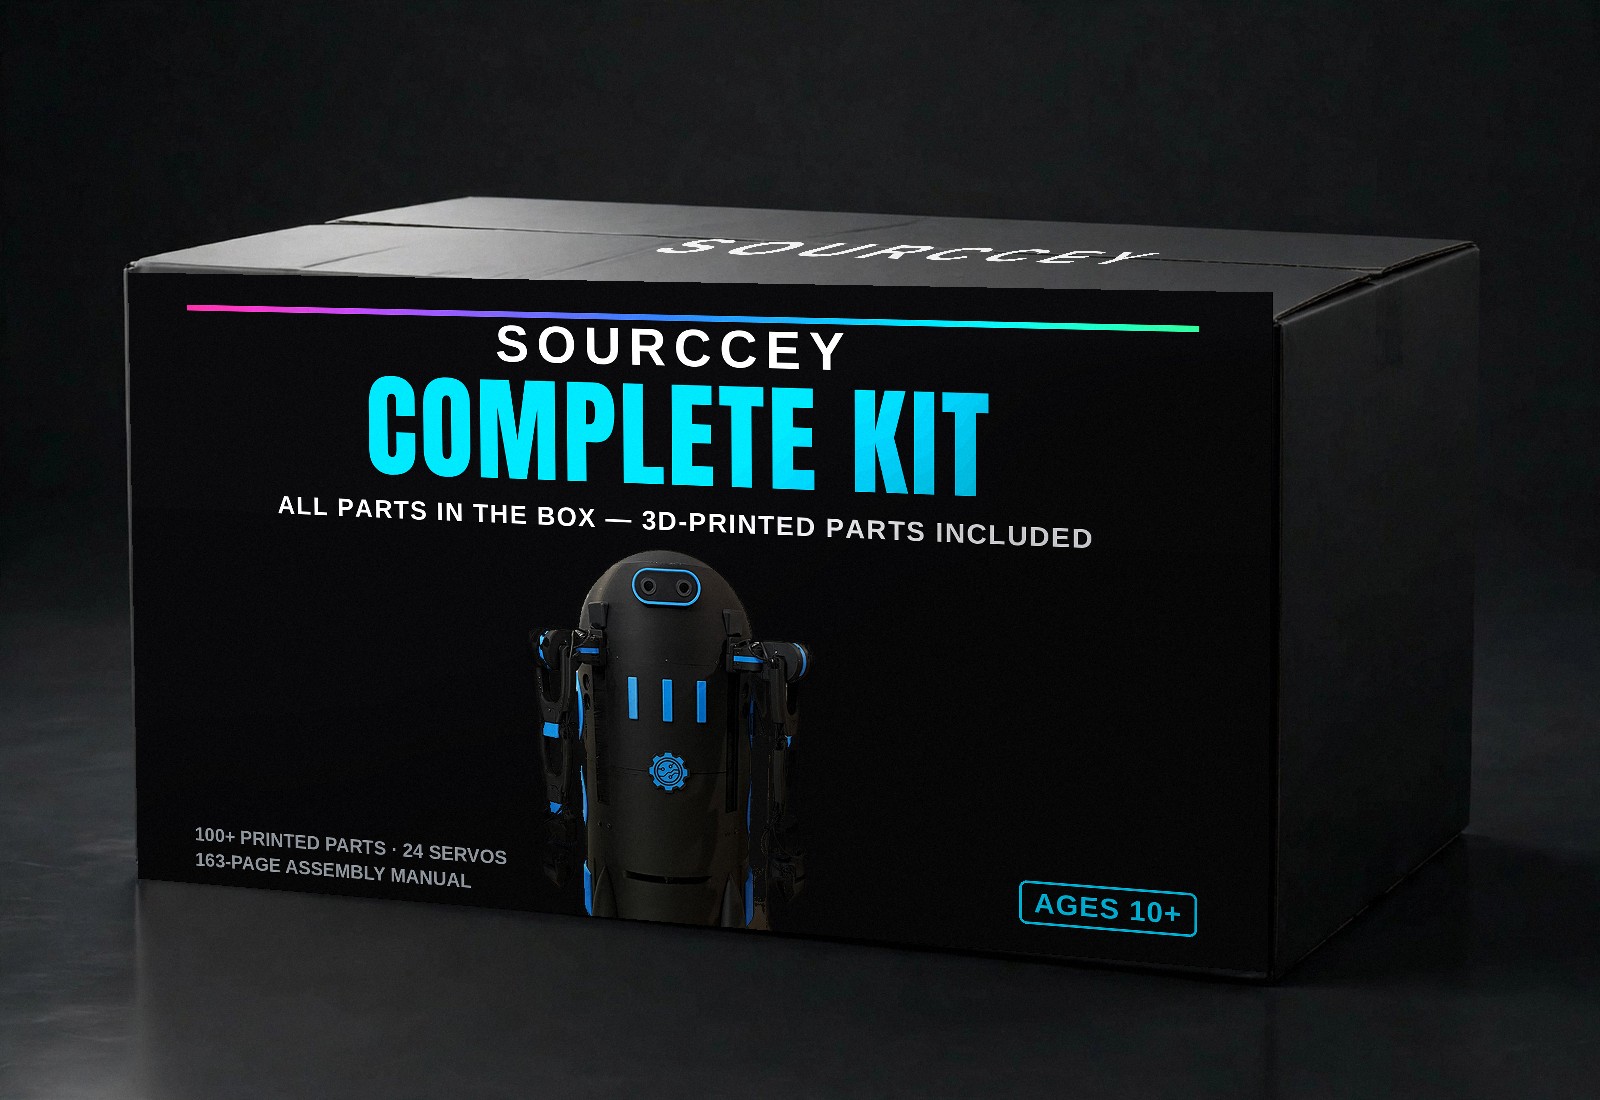 SOURCCEY
SOURCCEY
COMPLETE KIT
ALL PARTS IN THE BOX — 3D-PRINTED PARTS INCLUDED
100+ PRINTED PARTS · 24 SERVOS
163-PAGE ASSEMBLY MANUAL
AGES 10+